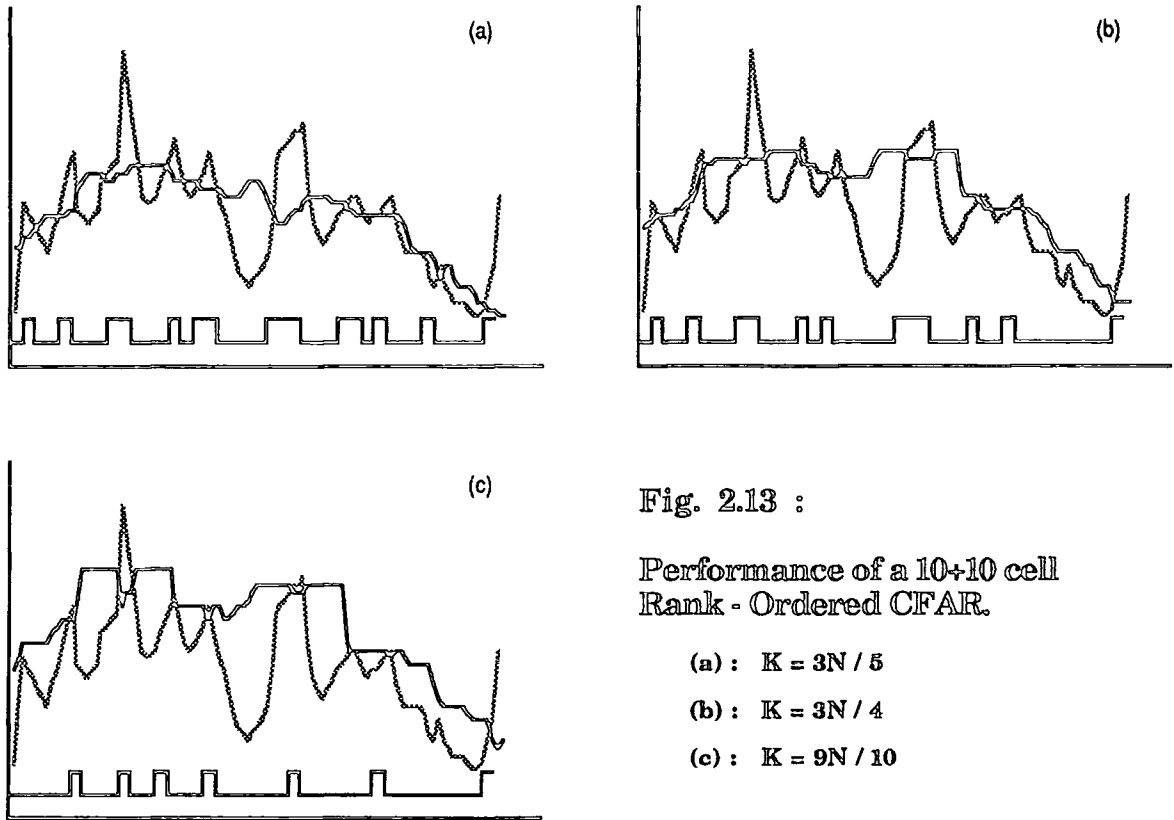 (a)
(b)
(c)
Fig. 2.13 :
Performance of a 10+10 cell
Rank - Ordered CFAR.
(a) : K = 3N / 5
(b) : K = 3N / 4
(c) : K = 9N / 10